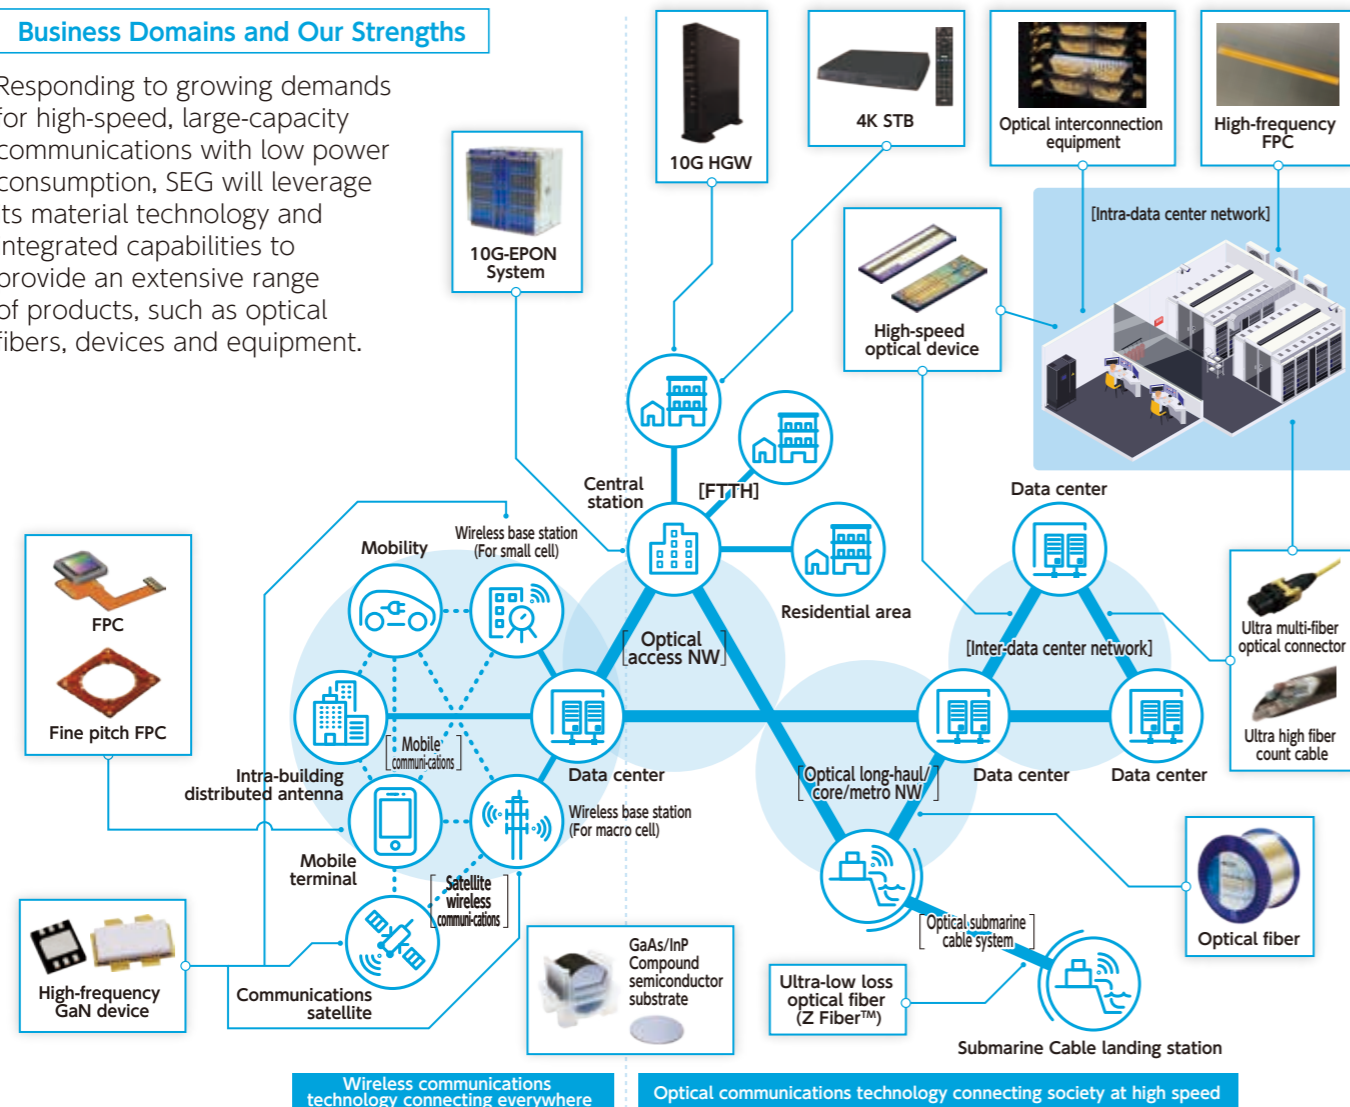 Business Domains and Our Strengths
Responding to growing demands
for high-speed, large-capacity
communications with low power
consumption, SEG will leverage
its material technology and
integrated capabilities to
provide an extensive range
of products, such as optical
fibers, devices and equipment.
10G-EPON
System
10G HGW
4K STB
Optical interconnection
equipment
High-frequency
FPC
[Intra-data center network]
High-speed
optical device
Central
station
[FTTH]
Residential area
Data center
Wireless base station
(For small cell)
Mobility
FPC
Fine pitch FPC
[Optical
access NW]
[Inter-data center network]
Ultra multi-fiber
optical connector
Ultra high fiber
count cable
[Mobile
communi-cations]
Intra-building
distributed antenna
Data center
[Optical long-haul/
core/metro NW]
Data center
Data center
Wireless base station
(For macro cell)
Mobile
terminal
[Satellite
wireless
communi-cations]
Optical fiber
[Optical submarine
cable system]
High-frequency
GaN device
Communications
satellite
GaAs/InP
Compound
semiconductor
substrate
Ultra-low loss
optical fiber
(Z Fiber™)
Submarine Cable landing station
Wireless communications
technology connecting everywhere
Optical communications technology connecting society at high speed